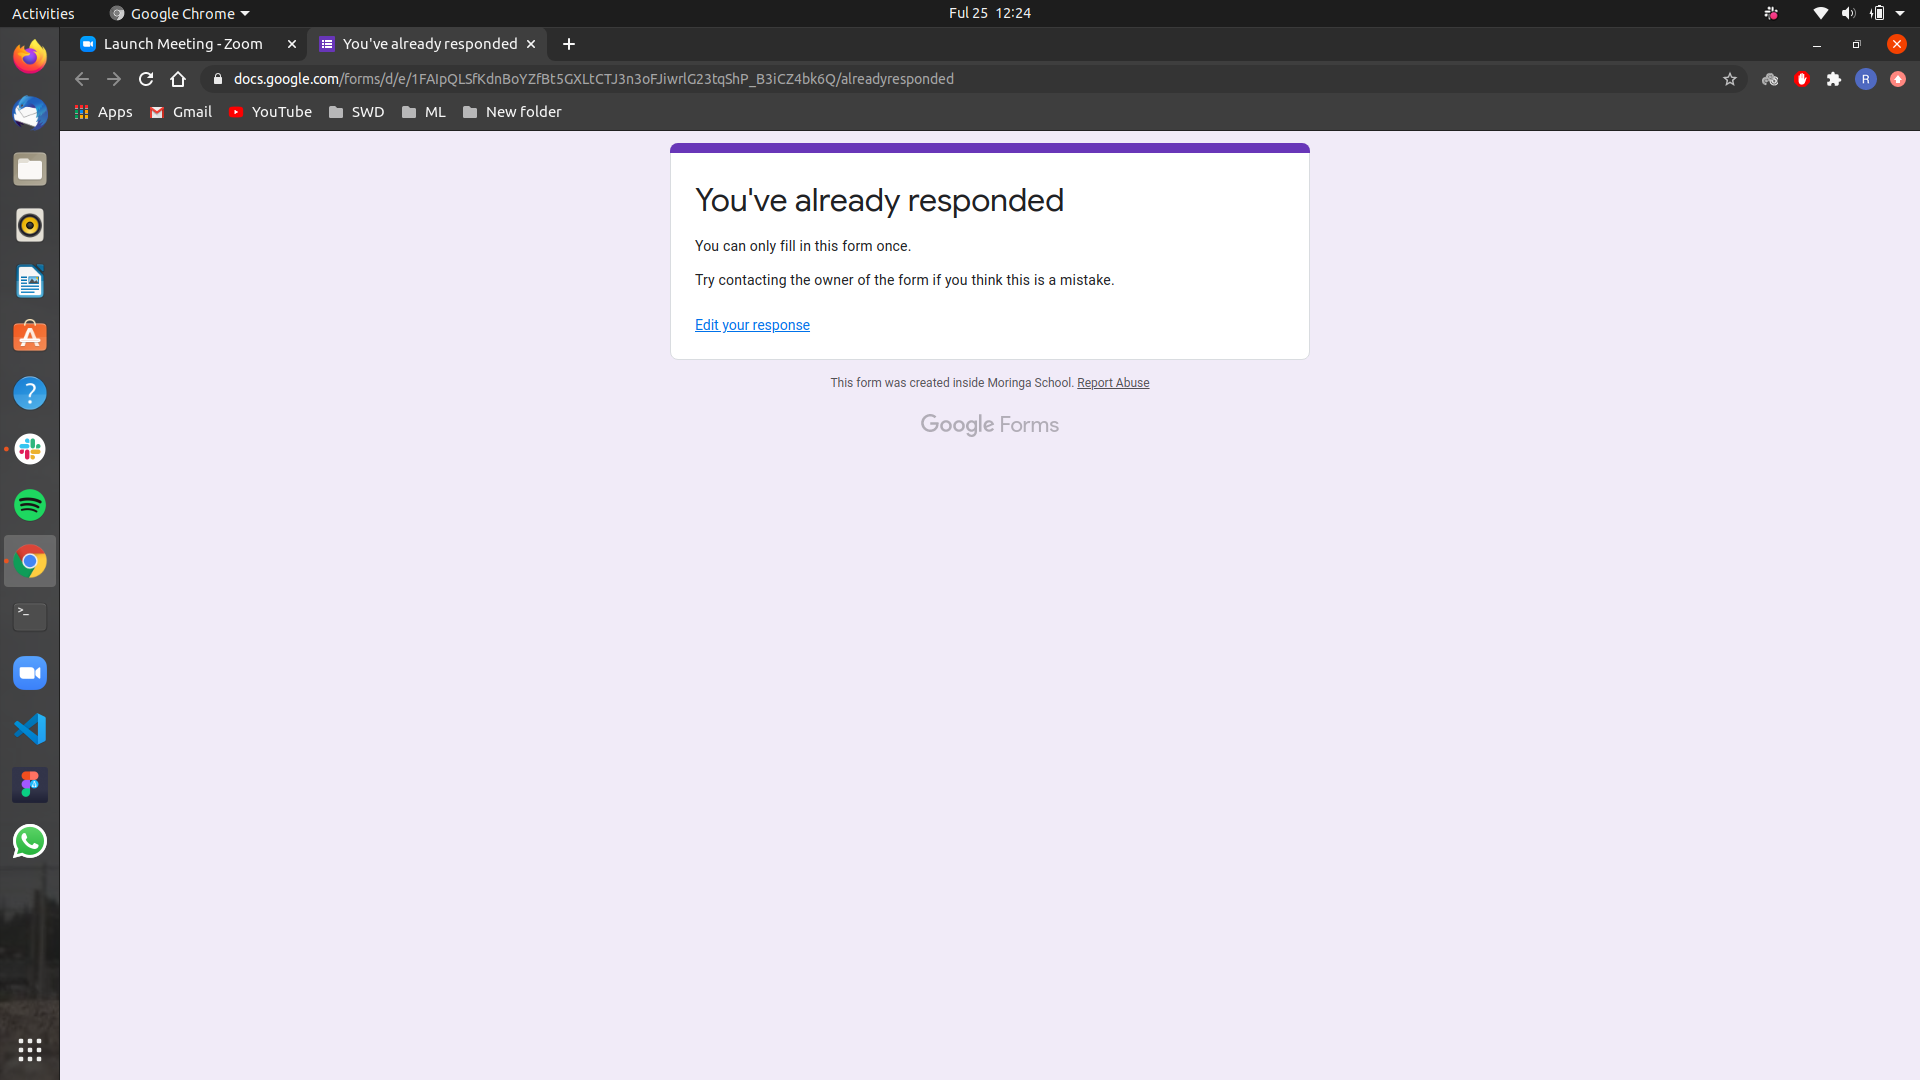 Activities
Google Chrome
Ful 25 12:24
Launch Meeting - Zoom
You've already responded
docs.google.com/forms/d/e/1FAIpQLSfKdnBoYZfBt5GXLtCTJ3n3oFJiwrlG23tqShP_B3iCZ4bk6Q/alreadyresponded
R
Apps
Gmail
YouTube
SWD
ML
New folder
You've already responded
You can only fill in this form once.
Try contacting the owner of the form if you think this is a mistake.
Edit your response
This form was created inside Moringa School. Report Abuse
Google Forms